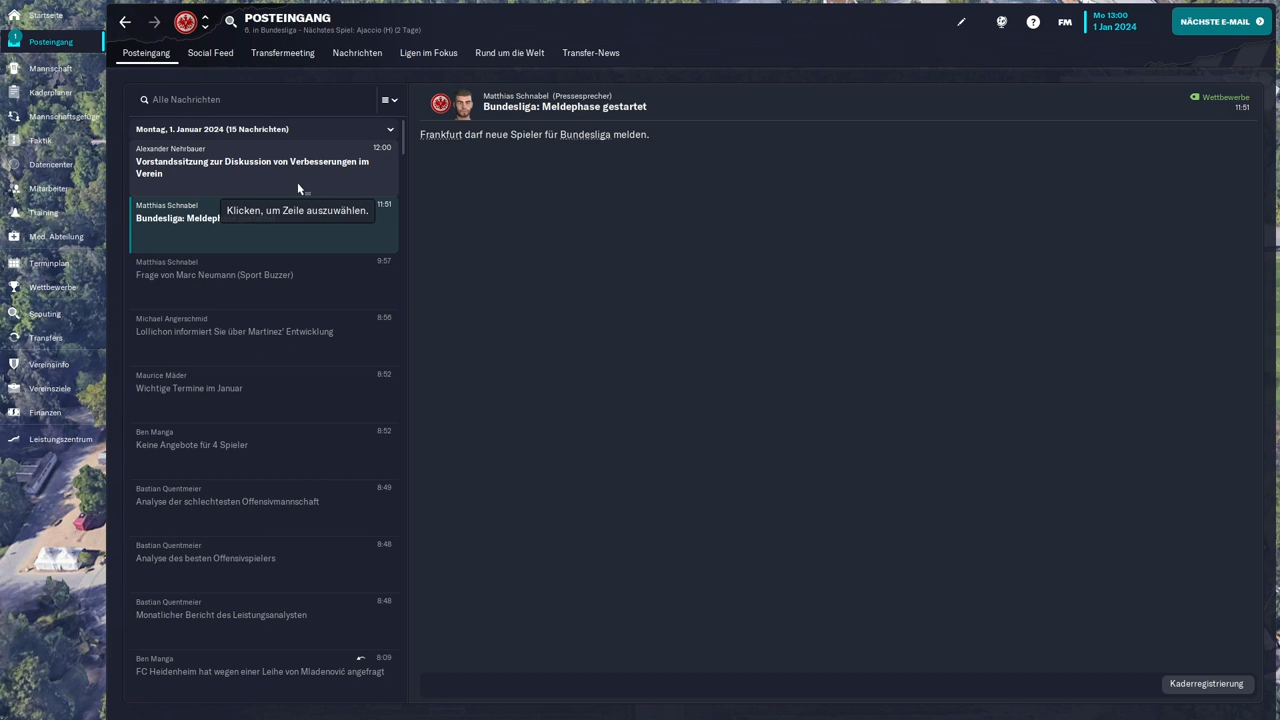 Startseite
1
Posteingang
Mannschaft
Kaderplaner
Mannschaftsgefüge
Taktik
Datencenter
Mitarbeiter
Training
Med. Abteilung
Terminplan
Wettbewerbe
Scouting
Transfers
Vereinsinfo
Vereinsziele
Finanzen
Leistungszentrum
POSTEINGANG
6. in Bundesliga - Nächstes Spiel: Ajaccio (H) (2 Tage)
FM
Mo 13:00
1 Jan 2024
NÄCHSTE E-MAIL
Posteingang Social Feed Transfermeeting Nachrichten Ligen im Fokus Rund um die Welt Transfer-News
Alle Nachrichten
Montag, 1. Januar 2024 (15 Nachrichten)
Alexander Nehrbauer 12:00
Vorstandssitzung zur Diskussion von Verbesserungen im
Verein
Matthias Schnabel 11:51
Bundesliga: Meldeph
Klicken, um Zeile auszuwählen.
Matthias Schnabel 9:57
Frage von Marc Neumann (Sport Buzzer)
Michael Angerschmid 8:56
Lollichon informiert Sie über Martinez' Entwicklung
Maurice Mäder 8:52
Wichtige Termine im Januar
Ben Manga 8:52
Keine Angebote für 4 Spieler
Bastian Quentmeier 8:49
Analyse der schlechtesten Offensivmannschaft
Bastian Quentmeier 8:48
Analyse des besten Offensivspielers
Bastian Quentmeier 8:48
Monatlicher Bericht des Leistungsanalysten
Ben Manga 8:09
FC Heidenheim hat wegen einer Leihe von Mladenović angefragt
Matthias Schnabel (Pressesprecher)
Bundesliga: Meldephase gestartet
Wettbewerbe
11:51
Frankfurt darf neue Spieler für Bundesliga melden.
Kaderregistrierung